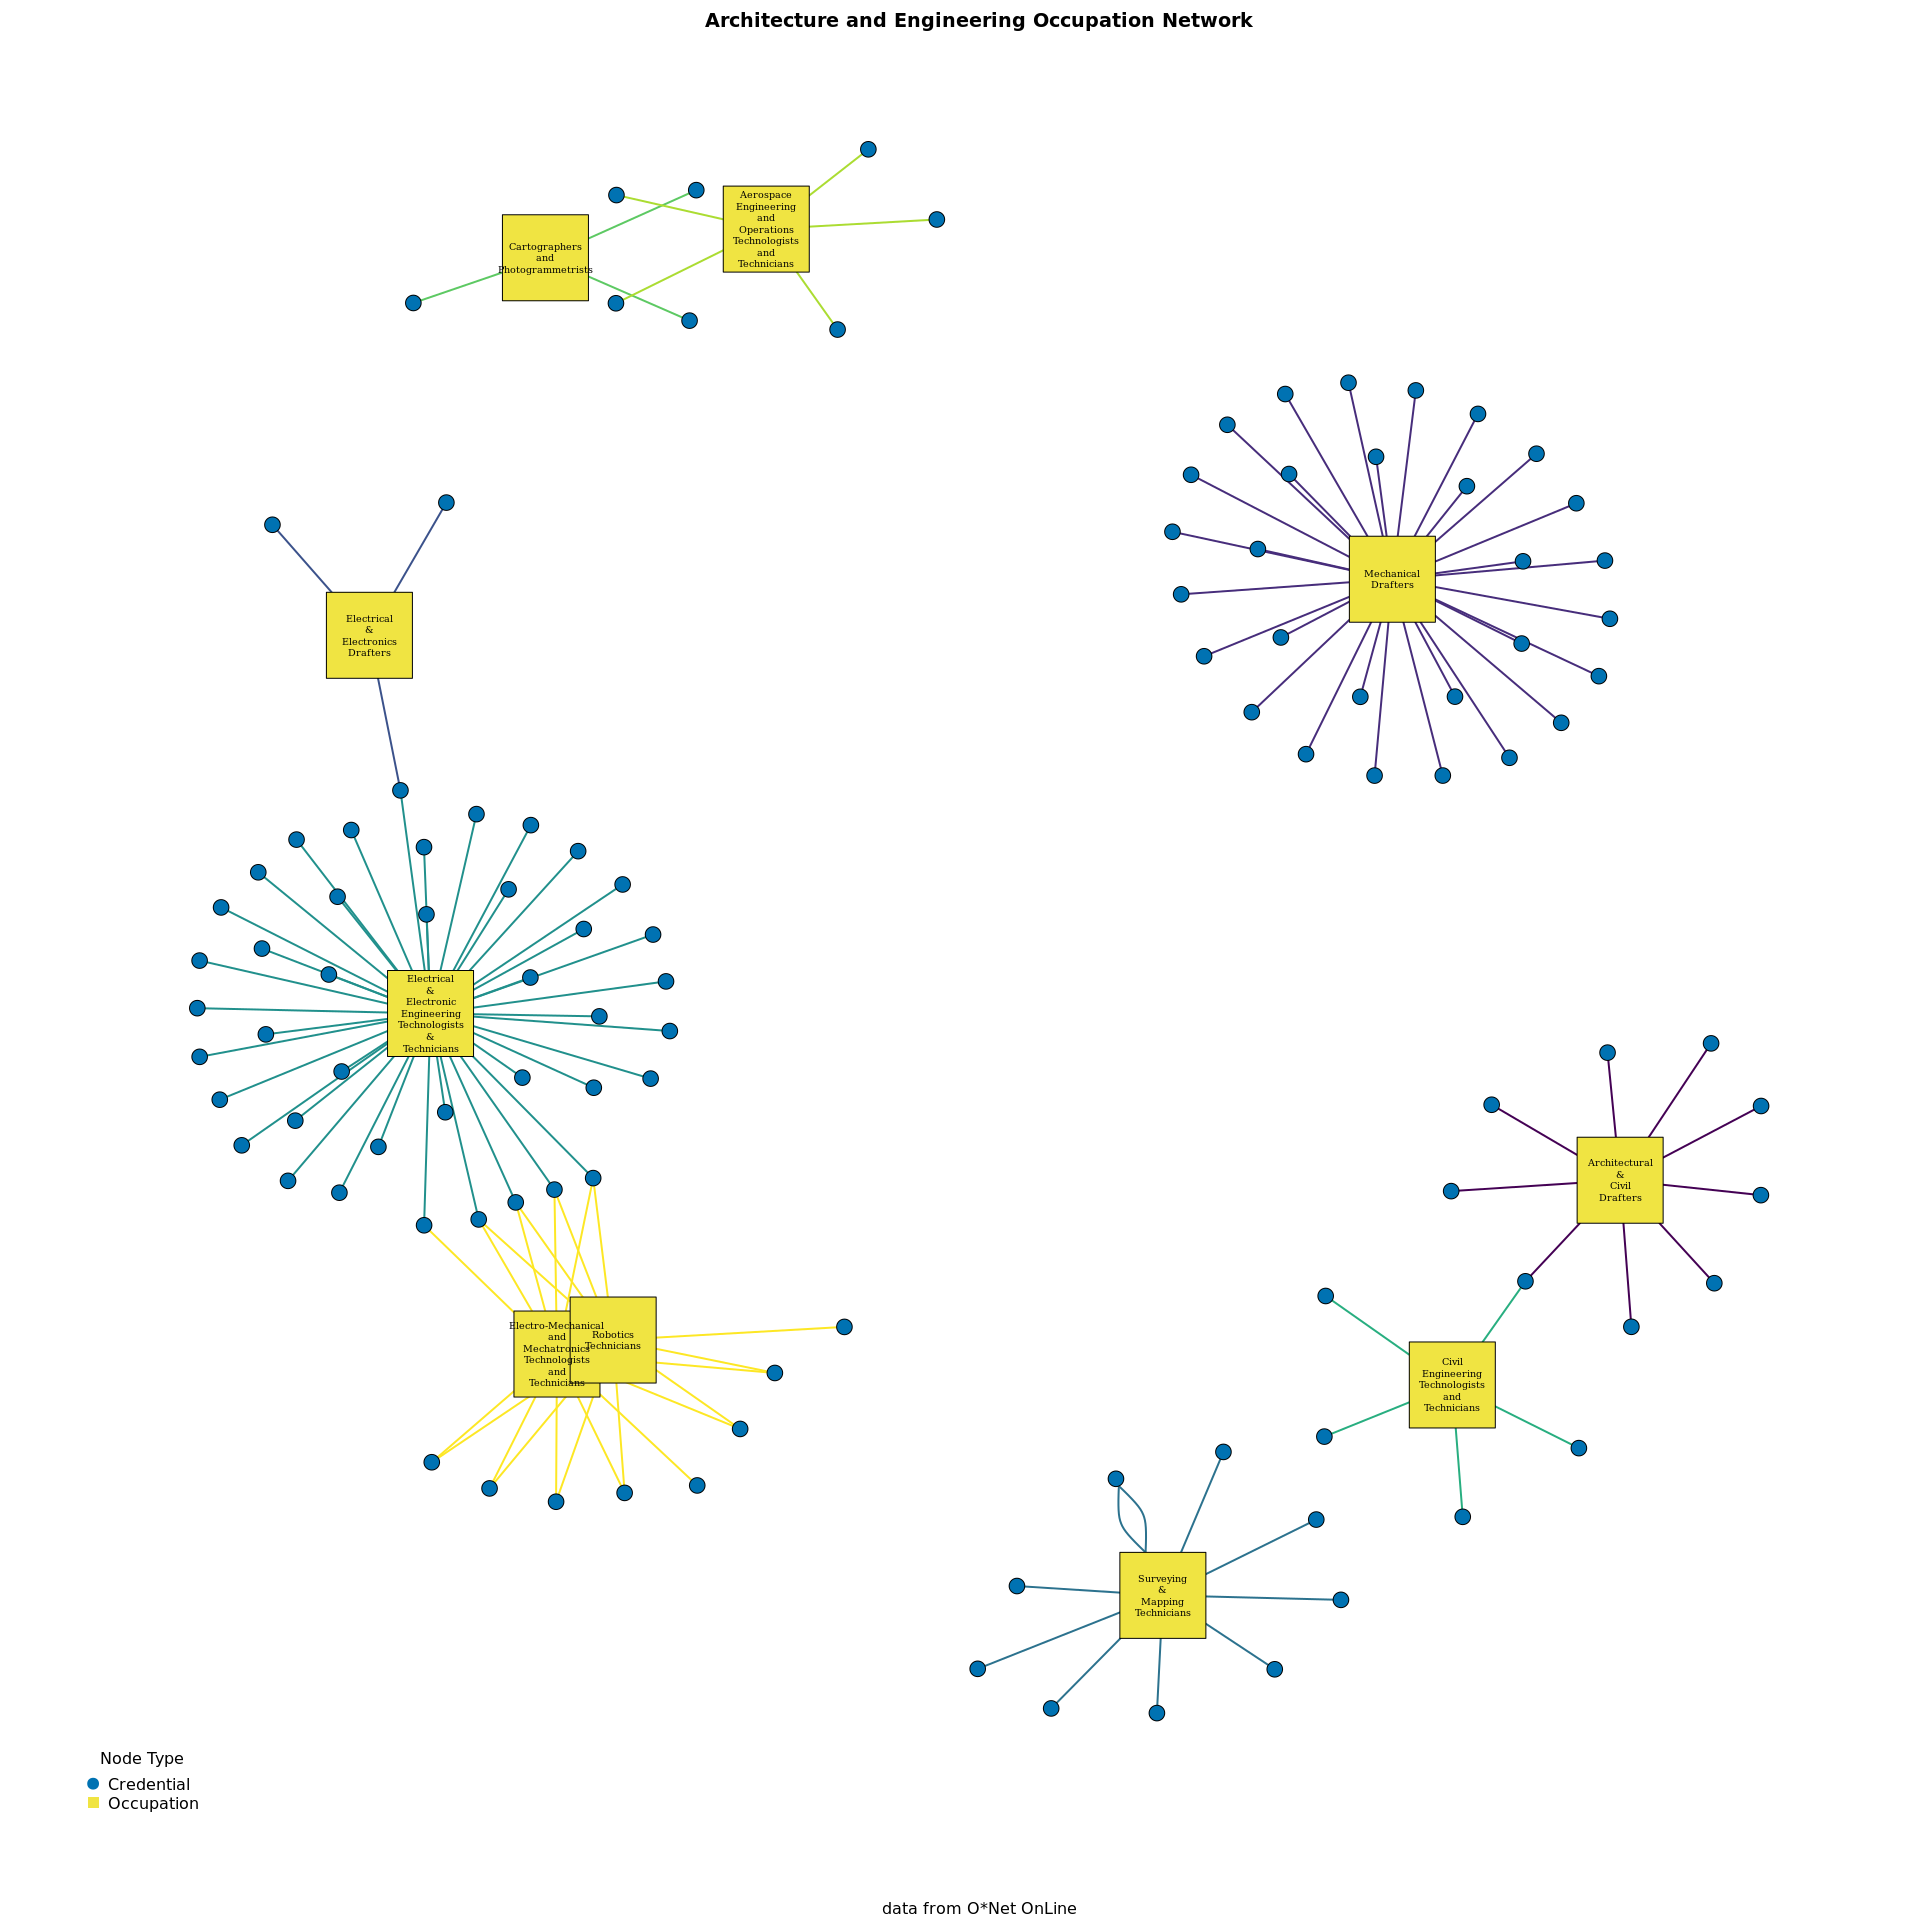 Architecture and Engineering Occupation Network
Aerospace
Engineering
and
Operations
Technologists
and
Technicians
Cartographers
and
Photogrammetrists
Mechanical
Drafters
Electrical
&
Electronics
Drafters
Electrical
&
Electronic
Engineering
Technologists
&
Technicians
Architectural
&
Civil
Drafters
Electro-Mechanical
and
Mechatronics
Technologists
and
Technicians
Robotics
Technicians
Civil
Engineering
Technologists
and
Technicians
Surveying
&
Mapping
Technicians
Node Type
Credential
Occupation
data from O*Net OnLine